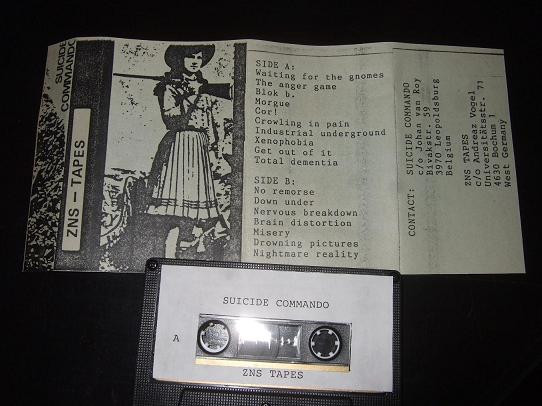 SUICIDE
COMMANDO
ZNS - TAPES
SIDE A:
Waiting for the gnomes
The anger game
Blok b.
Morgue
Cor!
Crowling in pain
Industrial underground
Xenophobia
Get out of it
Total dementia
SIDE B:
No remorse
Down under
Nervous breakdown
Brain distortion
Misery
Drowning pictures
Nightmare reality
CONTACT: SUICIDE COMMANDO
c/o Johan van Roy
Bivakstr. 59
3970 Leopoldsburg
Belgium
ZNS TAPES
c/o Andreaz Vogel
Universitätsstr. 71
4630 Bochum 1
West Germany
SUICIDE COMMANDO
A
ZNS TAPES